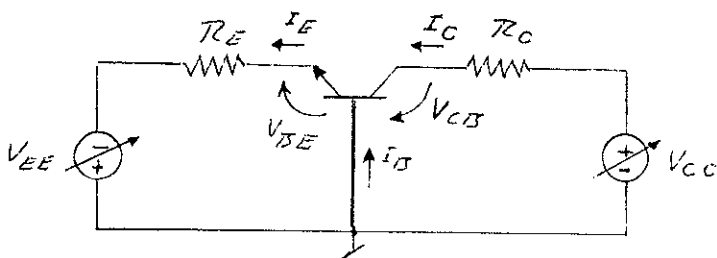 I_E
I_C
R_E
R_C
V_BE
V_CB
V_EE
-
+
I_B
+
-
V_CC